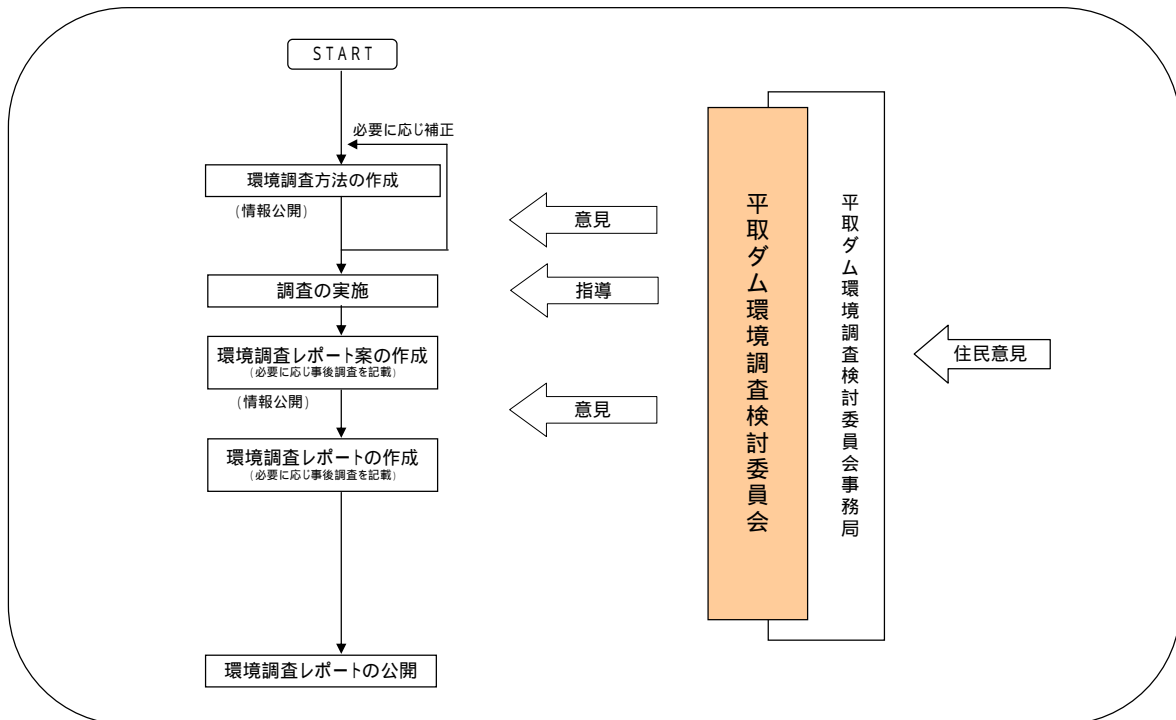 START
必要に応じ補正
環境調査方法の作成
(情報公開)
調査の実施
環境調査レポート案の作成
(必要に応じ事後調査を記載)
(情報公開)
環境調査レポートの作成
(必要に応じ事後調査を記載)
環境調査レポートの公開
意見
指導
意見
平取ダム環境調査検討委員会
平取ダム環境調査検討委員会事務局
住民意見